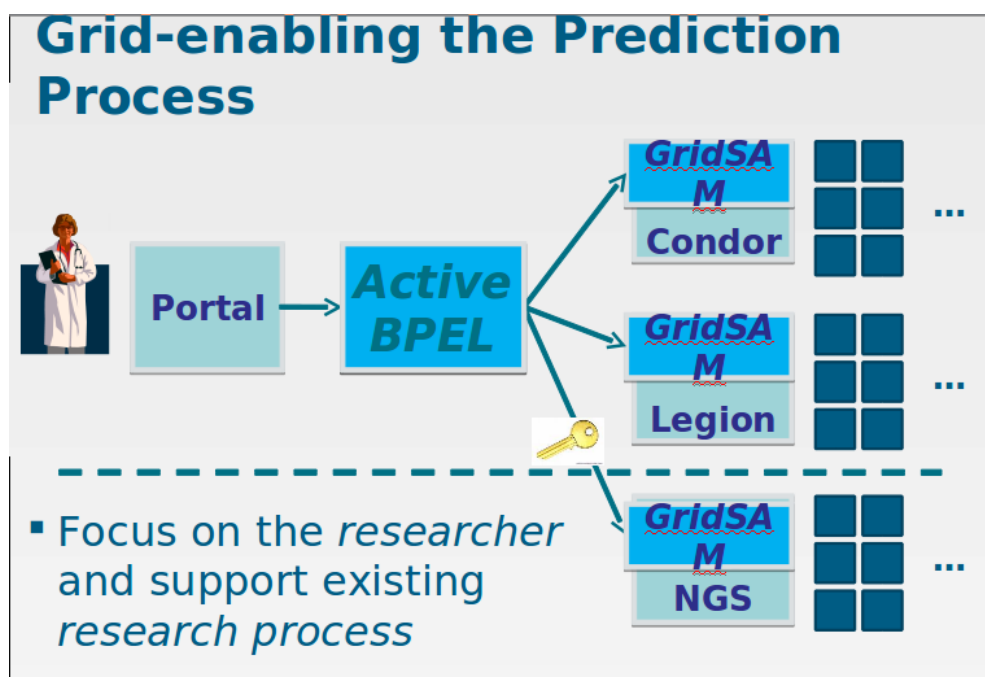 Grid-enabling the Prediction
Process
Portal
Active
BPEL
GridSA
M
Condor
...
GridSA
M
Legion
...
GridSA
M
NGS
...
▪ Focus on the researcher
and support existing
research process